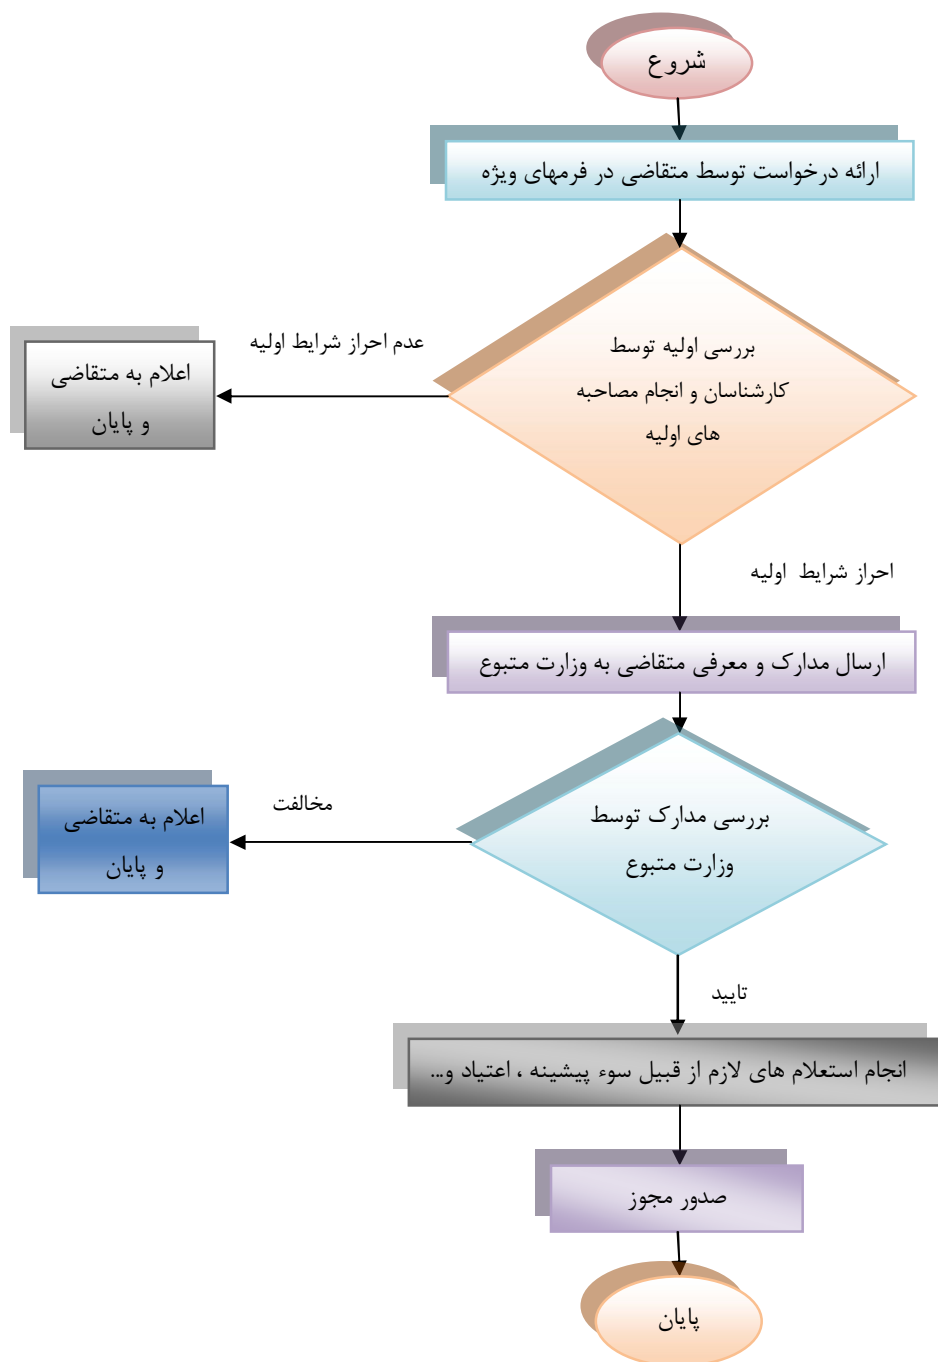 شروع
ارائه درخواست توسط متقاضی در فرمهای ویژه
بررسی اولیه توسط
کارشناسان و انجام مصاحبه
های اولیه
عدم احراز شرایط اولیه
اعلام به متقاضی
و پایان
احراز شرایط اولیه
ارسال مدارک و معرفی متقاضی به وزارت متبوع
بررسی مدارک توسط
وزارت متبوع
مخالفت
اعلام به متقاضی
و پایان
تایید
انجام استعلام های لازم از قبیل سوء پیشینه ، اعتیاد و...
صدور مجوز
پایان